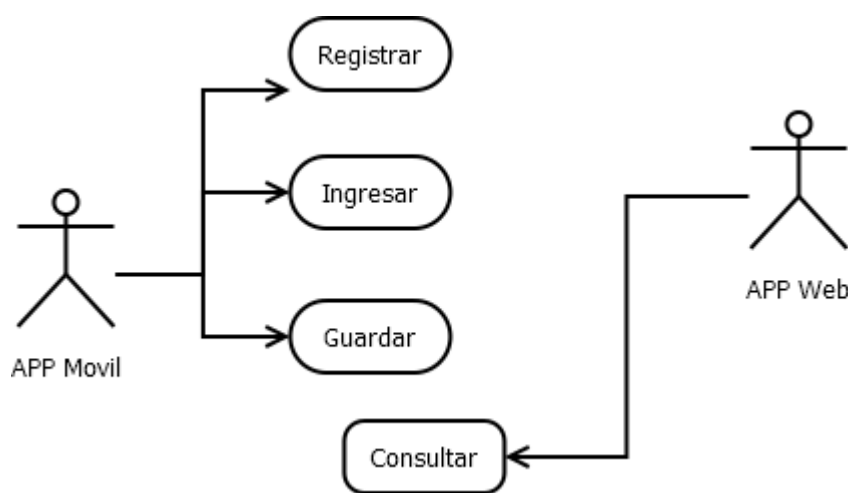 Registrar
Ingresar
APP Web
Guardar
APP Movil
Consultar